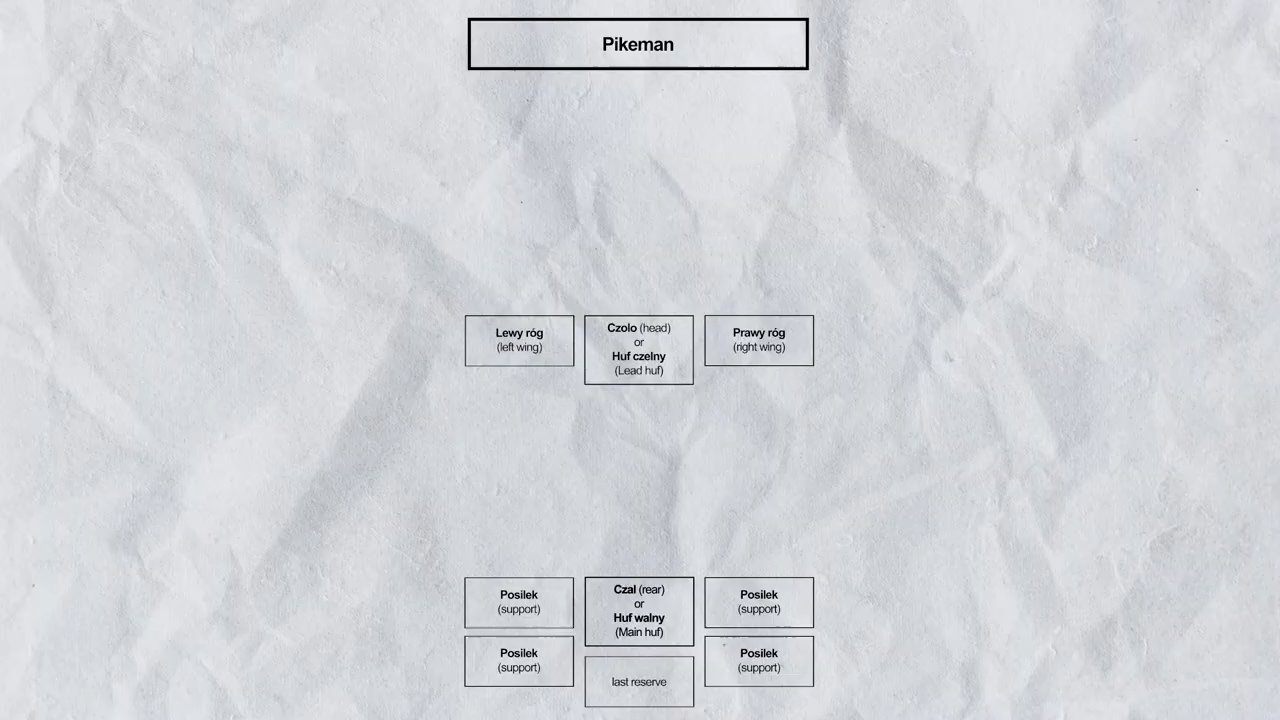 Pikeman
Lewy róg
(left wing)
Czolo (head)
or
Huf czelny
(Lead huf)
Prawy róg
(right wing)
Posilek
(support)
Czal (rear)
or
Huf walny
(Main huf)
Posilek
(support)
Posilek
(support)
last reserve
Posilek
(support)